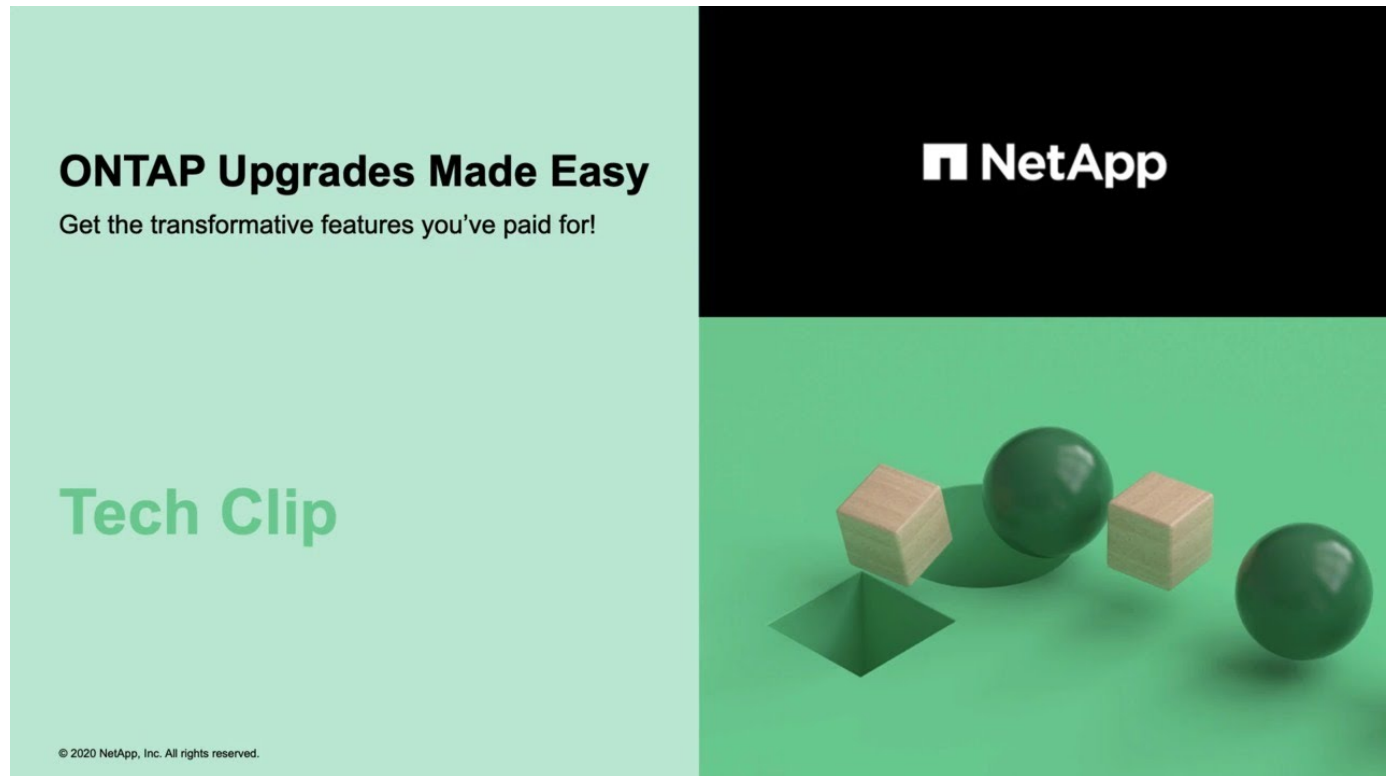 ONTAP Upgrades Made Easy
Get the transformative features you've paid for!
NetApp
Tech Clip
© 2020 NetApp, Inc. All rights reserved.